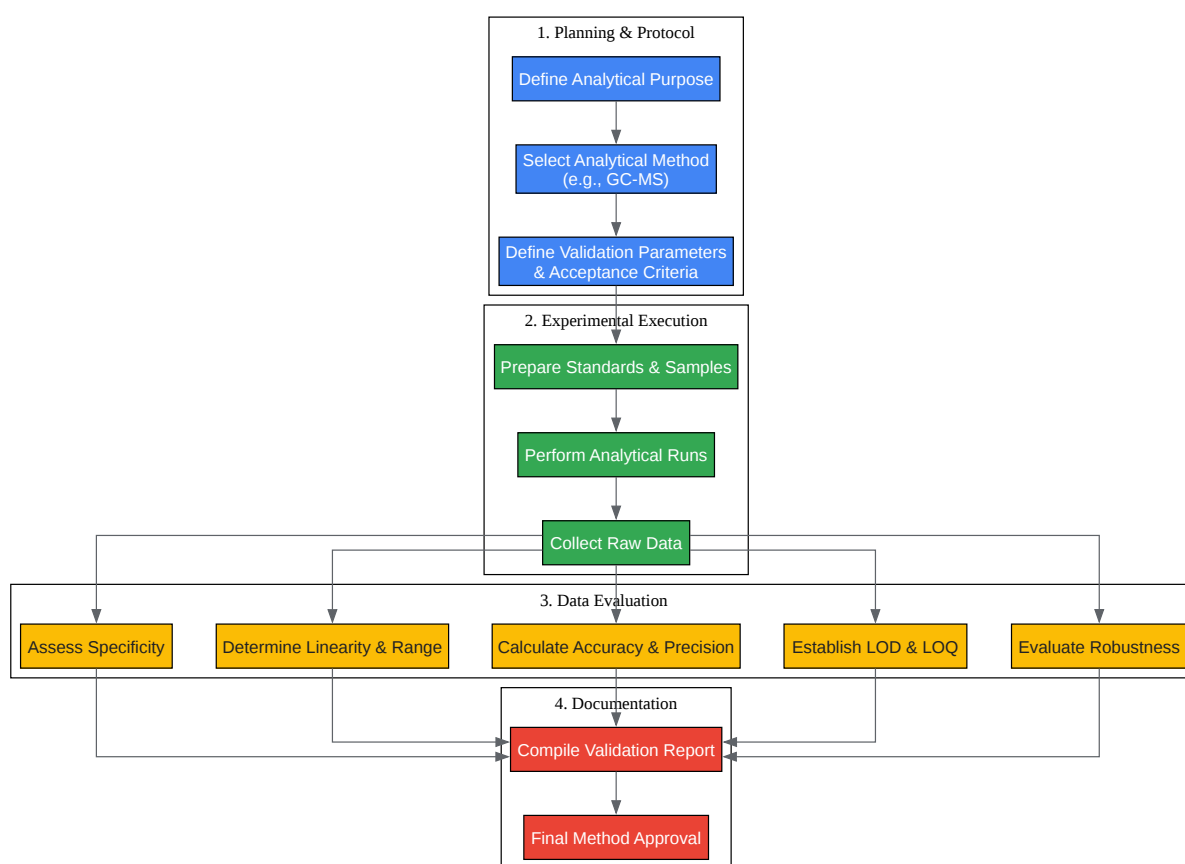 1. Planning & Protocol
Define Analytical Purpose
Select Analytical Method
(e.g., GC-MS)
Define Validation Parameters
& Acceptance Criteria
2. Experimental Execution
Prepare Standards & Samples
Perform Analytical Runs
Collect Raw Data
3. Data Evaluation
Assess Specificity
Determine Linearity & Range
Calculate Accuracy & Precision
Establish LOD & LOQ
Evaluate Robustness
4. Documentation
Compile Validation Report
Final Method Approval